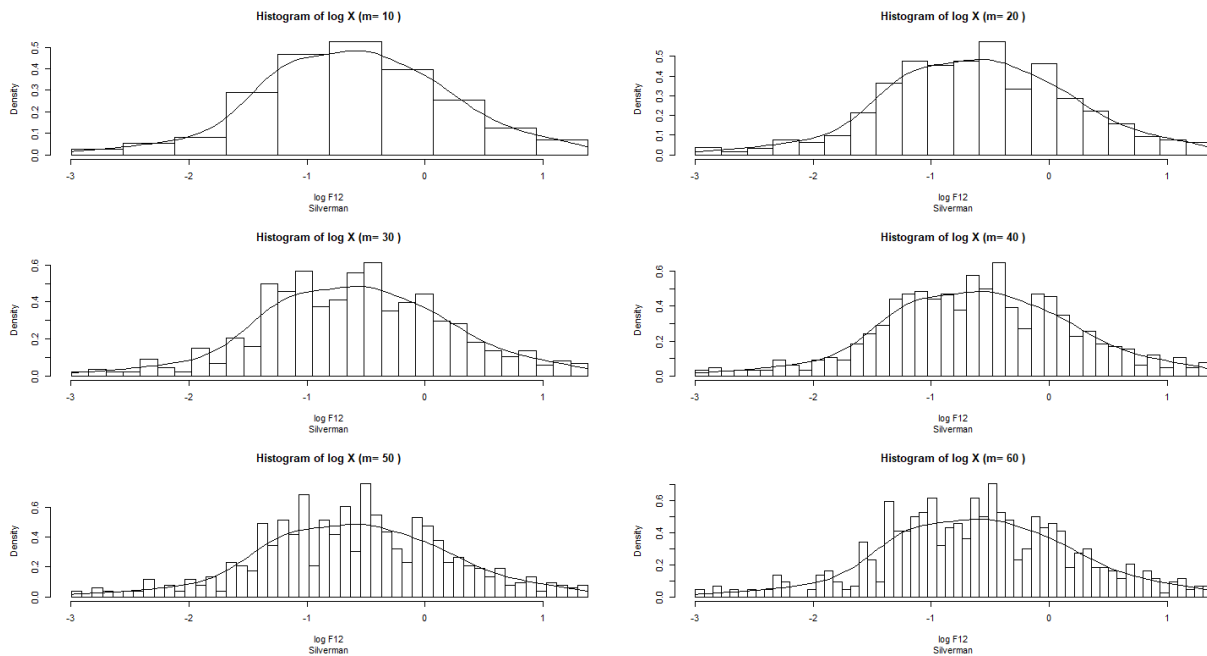 Histogram of log X (m= 10 )
Density
0.0 0.1 0.2 0.3 0.4 0.5
-3 -2 -1 0 1
log F12
Silverman
Histogram of log X (m= 20 )
Density
0.0 0.1 0.2 0.3 0.4 0.5
-3 -2 -1 0 1
log F12
Silverman
Histogram of log X (m= 30 )
Density
0.0 0.2 0.4 0.6
-3 -2 -1 0 1
log F12
Silverman
Histogram of log X (m= 40 )
Density
0.0 0.2 0.4 0.6
-3 -2 -1 0 1
log F12
Silverman
Histogram of log X (m= 50 )
Density
0.0 0.2 0.4 0.6
-3 -2 -1 0 1
log F12
Silverman
Histogram of log X (m= 60 )
Density
0.0 0.2 0.4 0.6
-3 -2 -1 0 1
log F12
Silverman